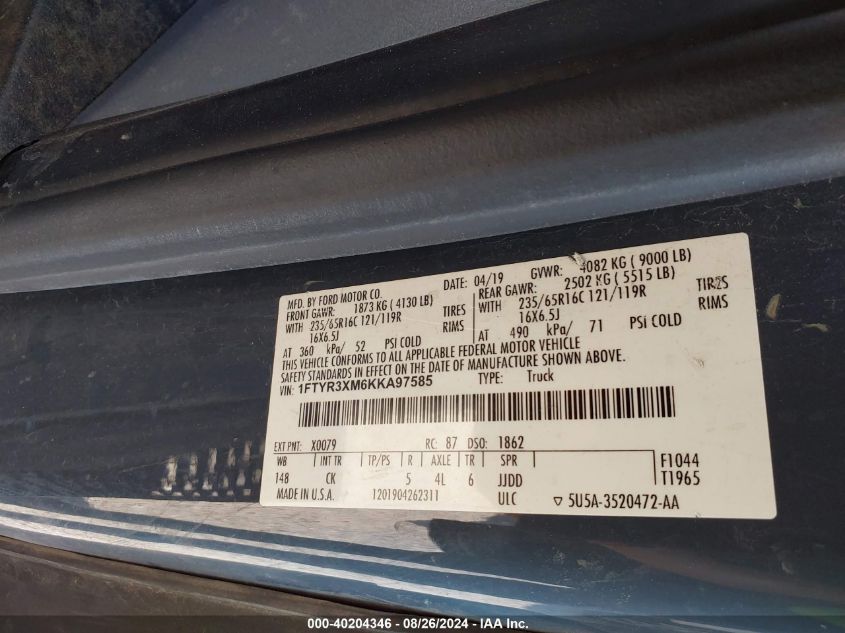 MFD. BY FORD MOTOR CO. DATE: 04/19 GVWR: 4082 KG ( 9000 LB)
FRONT GAWR: 1873 KG ( 4130 LB) REAR GAWR: 2502 KG ( 5515 LB)
WITH 235/65R16C 121/119R TIRES WITH 235/65R16C 121/119R TIRES
16X6.5J RIMS 16X6.5J RIMS
AT 360 kPa/ 52 PSI COLD AT 490 kPa/ 71 PSi COLD
THIS VEHICLE CONFORMS TO ALL APPLICABLE FEDERAL MOTOR VEHICLE
SAFETY STANDARDS IN EFFECT ON THE DATE OF MANUFACTURE SHOWN ABOVE.
VIN: 1FTYR3XM6KKA97585 TYPE: Truck
EXT PNT: X0079 RC: 87 DSO: 1862
WB INT TR TP/PS R AXLE TR SPR F1044
148 CK 5 4L 6 JJDD T1965
MADE IN U.S.A. 1201904262311 ULC ▽ 5U5A-3520472-AA
000-40204346 - 08/26/2024 - IAAI.com